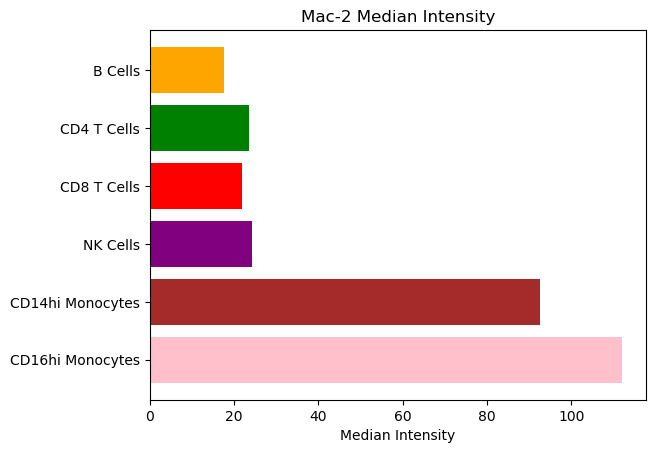 Mac-2 Median Intensity
B Cells
CD4 T Cells
CD8 T Cells
NK Cells
CD14hi Monocytes
CD16hi Monocytes
0 20 40 60 80 100
Median Intensity